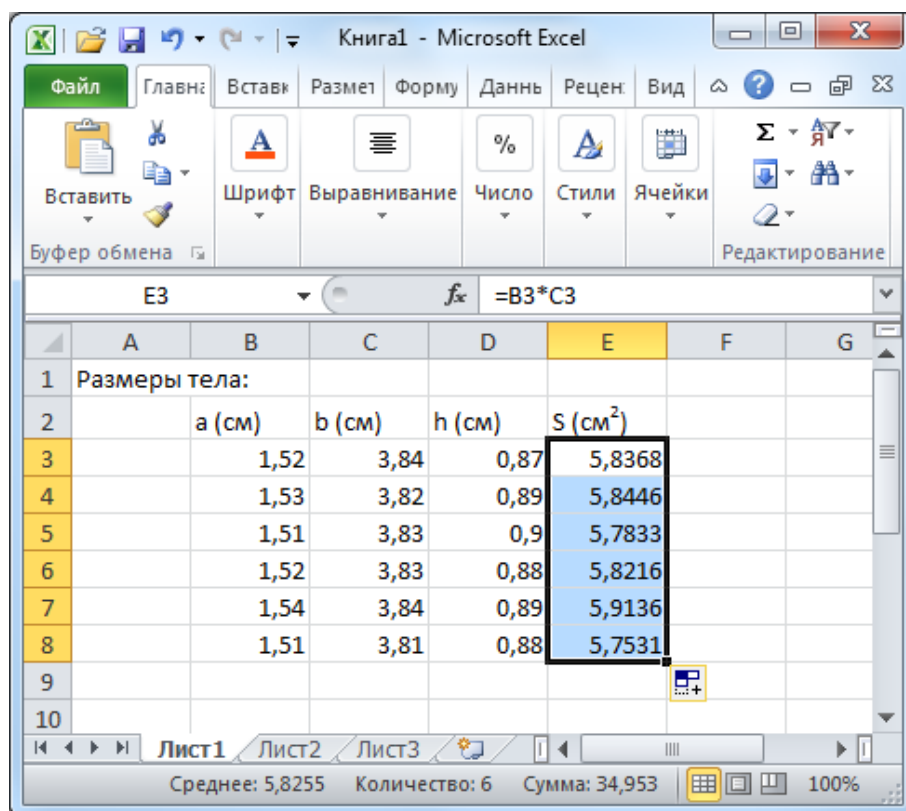 Книга1 - Microsoft Excel
Файл Главна Вставк Размет Форму Даннь Рецен: Вид
Вставить Шрифт Выравнивание Число Стили Ячейки
Буфер обмена Редактирование
E3 fx =B3*C3
A B C D E F G
1 Размеры тела:
2 a (см) b (см) h (см) S (см²)
3 1,52 3,84 0,87 5,8368
4 1,53 3,82 0,89 5,8446
5 1,51 3,83 0,9 5,7833
6 1,52 3,83 0,88 5,8216
7 1,54 3,84 0,89 5,9136
8 1,51 3,81 0,88 5,7531
9
10
Лист1 Лист2 Лист3
Среднее: 5,8255 Количество: 6 Сумма: 34,953 100%